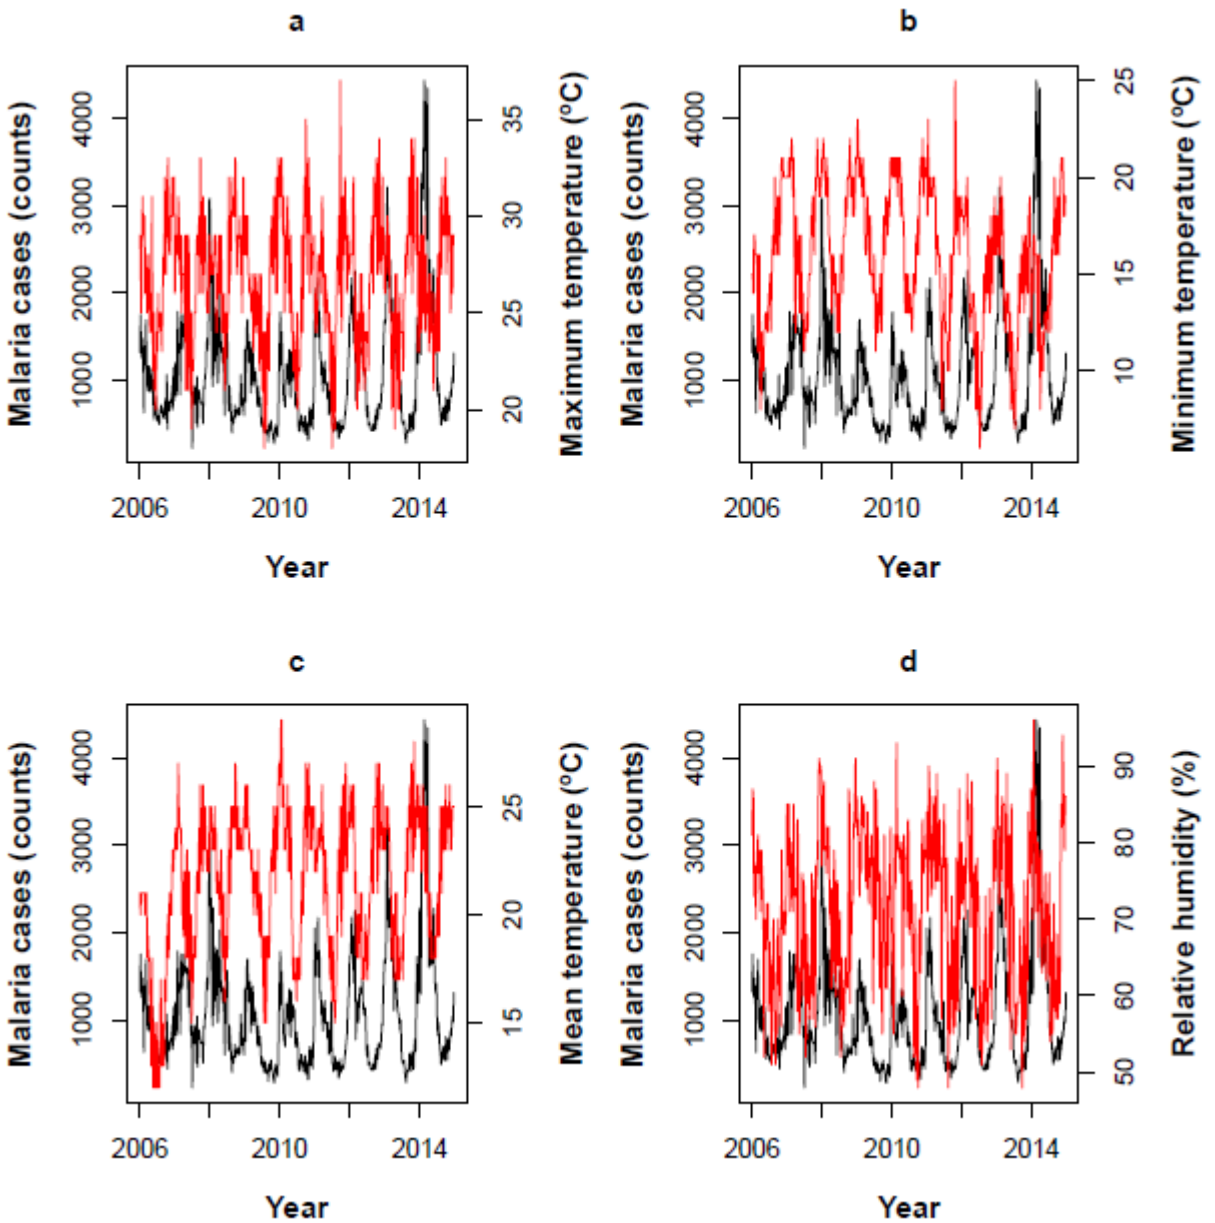 a
Malaria cases (counts)
1000 2000 3000 4000
20 25 30 35
Maximum temperature (ºC)
2006 2010 2014
Year
b
Malaria cases (counts)
1000 2000 3000 4000
10 15 20 25
Minimum temperature (ºC)
2006 2010 2014
Year
c
Malaria cases (counts)
1000 2000 3000 4000
15 20 25
Mean temperature (ºC)
2006 2010 2014
Year
d
Malaria cases (counts)
1000 2000 3000 4000
50 60 70 80 90
Relative humidity (%)
2006 2010 2014
Year